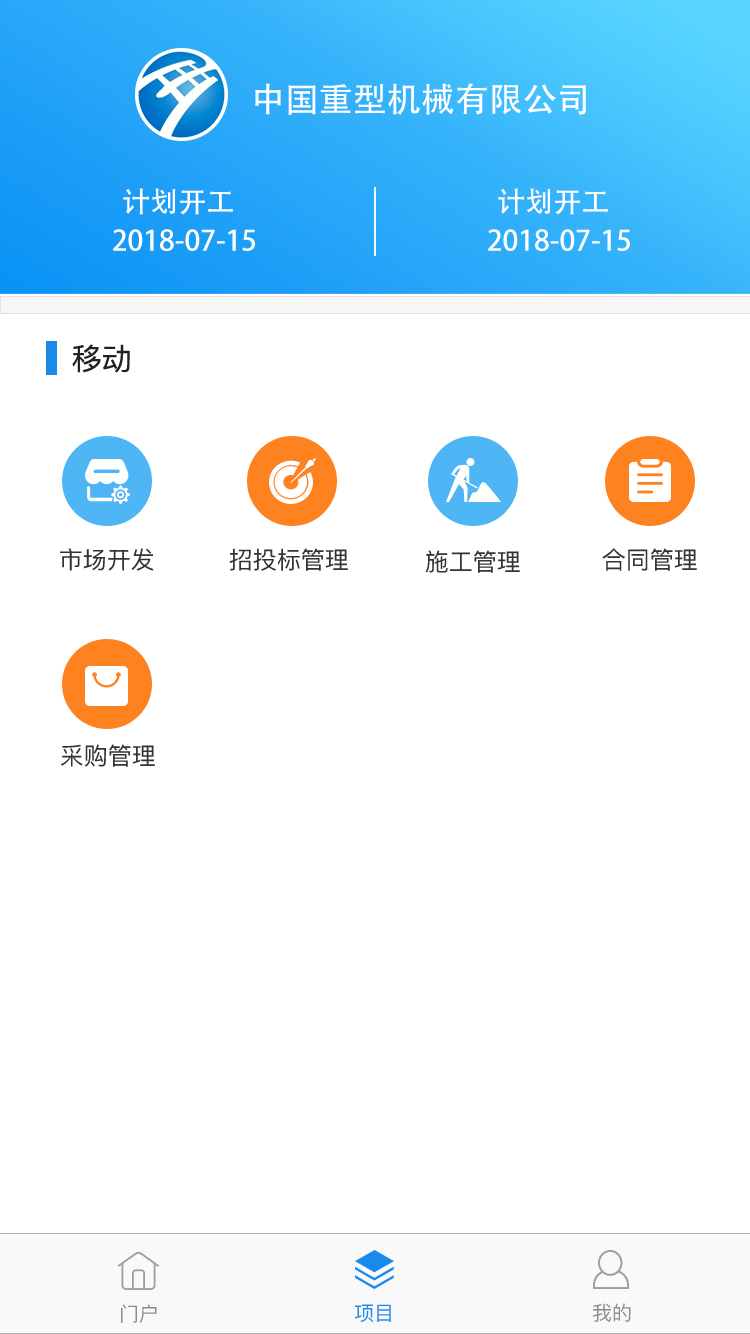 中国重型机械有限公司
计划开工 计划开工
2018-07-15 2018-07-15
移动
市场开发 招投标管理 施工管理 合同管理
采购管理
门户 项目 我的